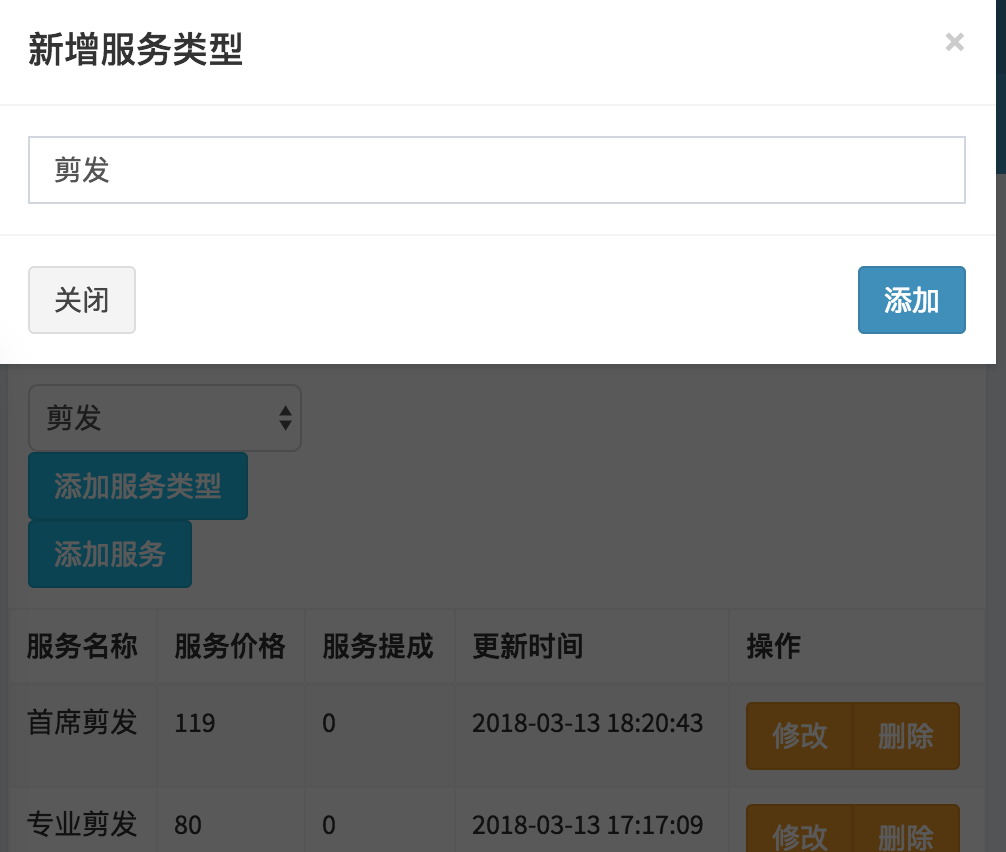 新增服务类型 ×
剪发
关闭 添加
剪发
添加服务类型
添加服务
服务名称 服务价格 服务提成 更新时间 操作
首席剪发 119 0 2018-03-13 18:20:43 修改 删除
专业剪发 80 0 2018-03-13 17:17:09 修改 删除